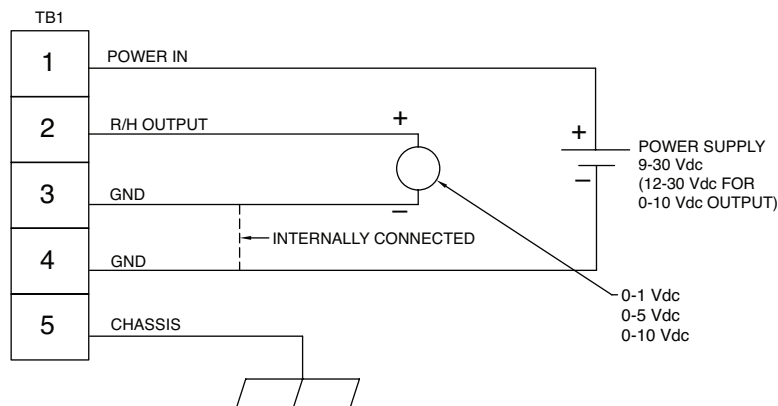 TB1
1
POWER IN
2
R/H OUTPUT
+
+
POWER SUPPLY
9-30 Vdc
(12-30 Vdc FOR
0-10 Vdc OUTPUT)
3
GND
–
–
INTERNALLY CONNECTED
4
GND
0-1 Vdc
0-5 Vdc
0-10 Vdc
5
CHASSIS